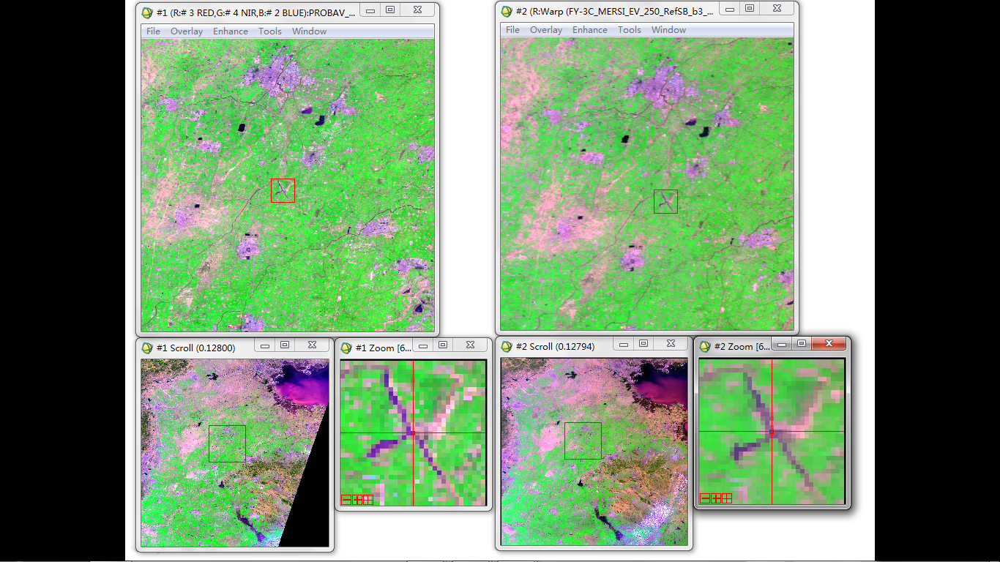 #1 (R:# 3 RED,G:# 4 NIR,B:# 2 BLUE):PROBAV_...
File Overlay Enhance Tools Window
#2 (R:Warp (FY-3C_MERSI_EV_250_RefSB_b3_...
File Overlay Enhance Tools Window
#1 Scroll (0.12800)
#1 Zoom [6...
#2 Scroll (0.12794)
#2 Zoom [6...